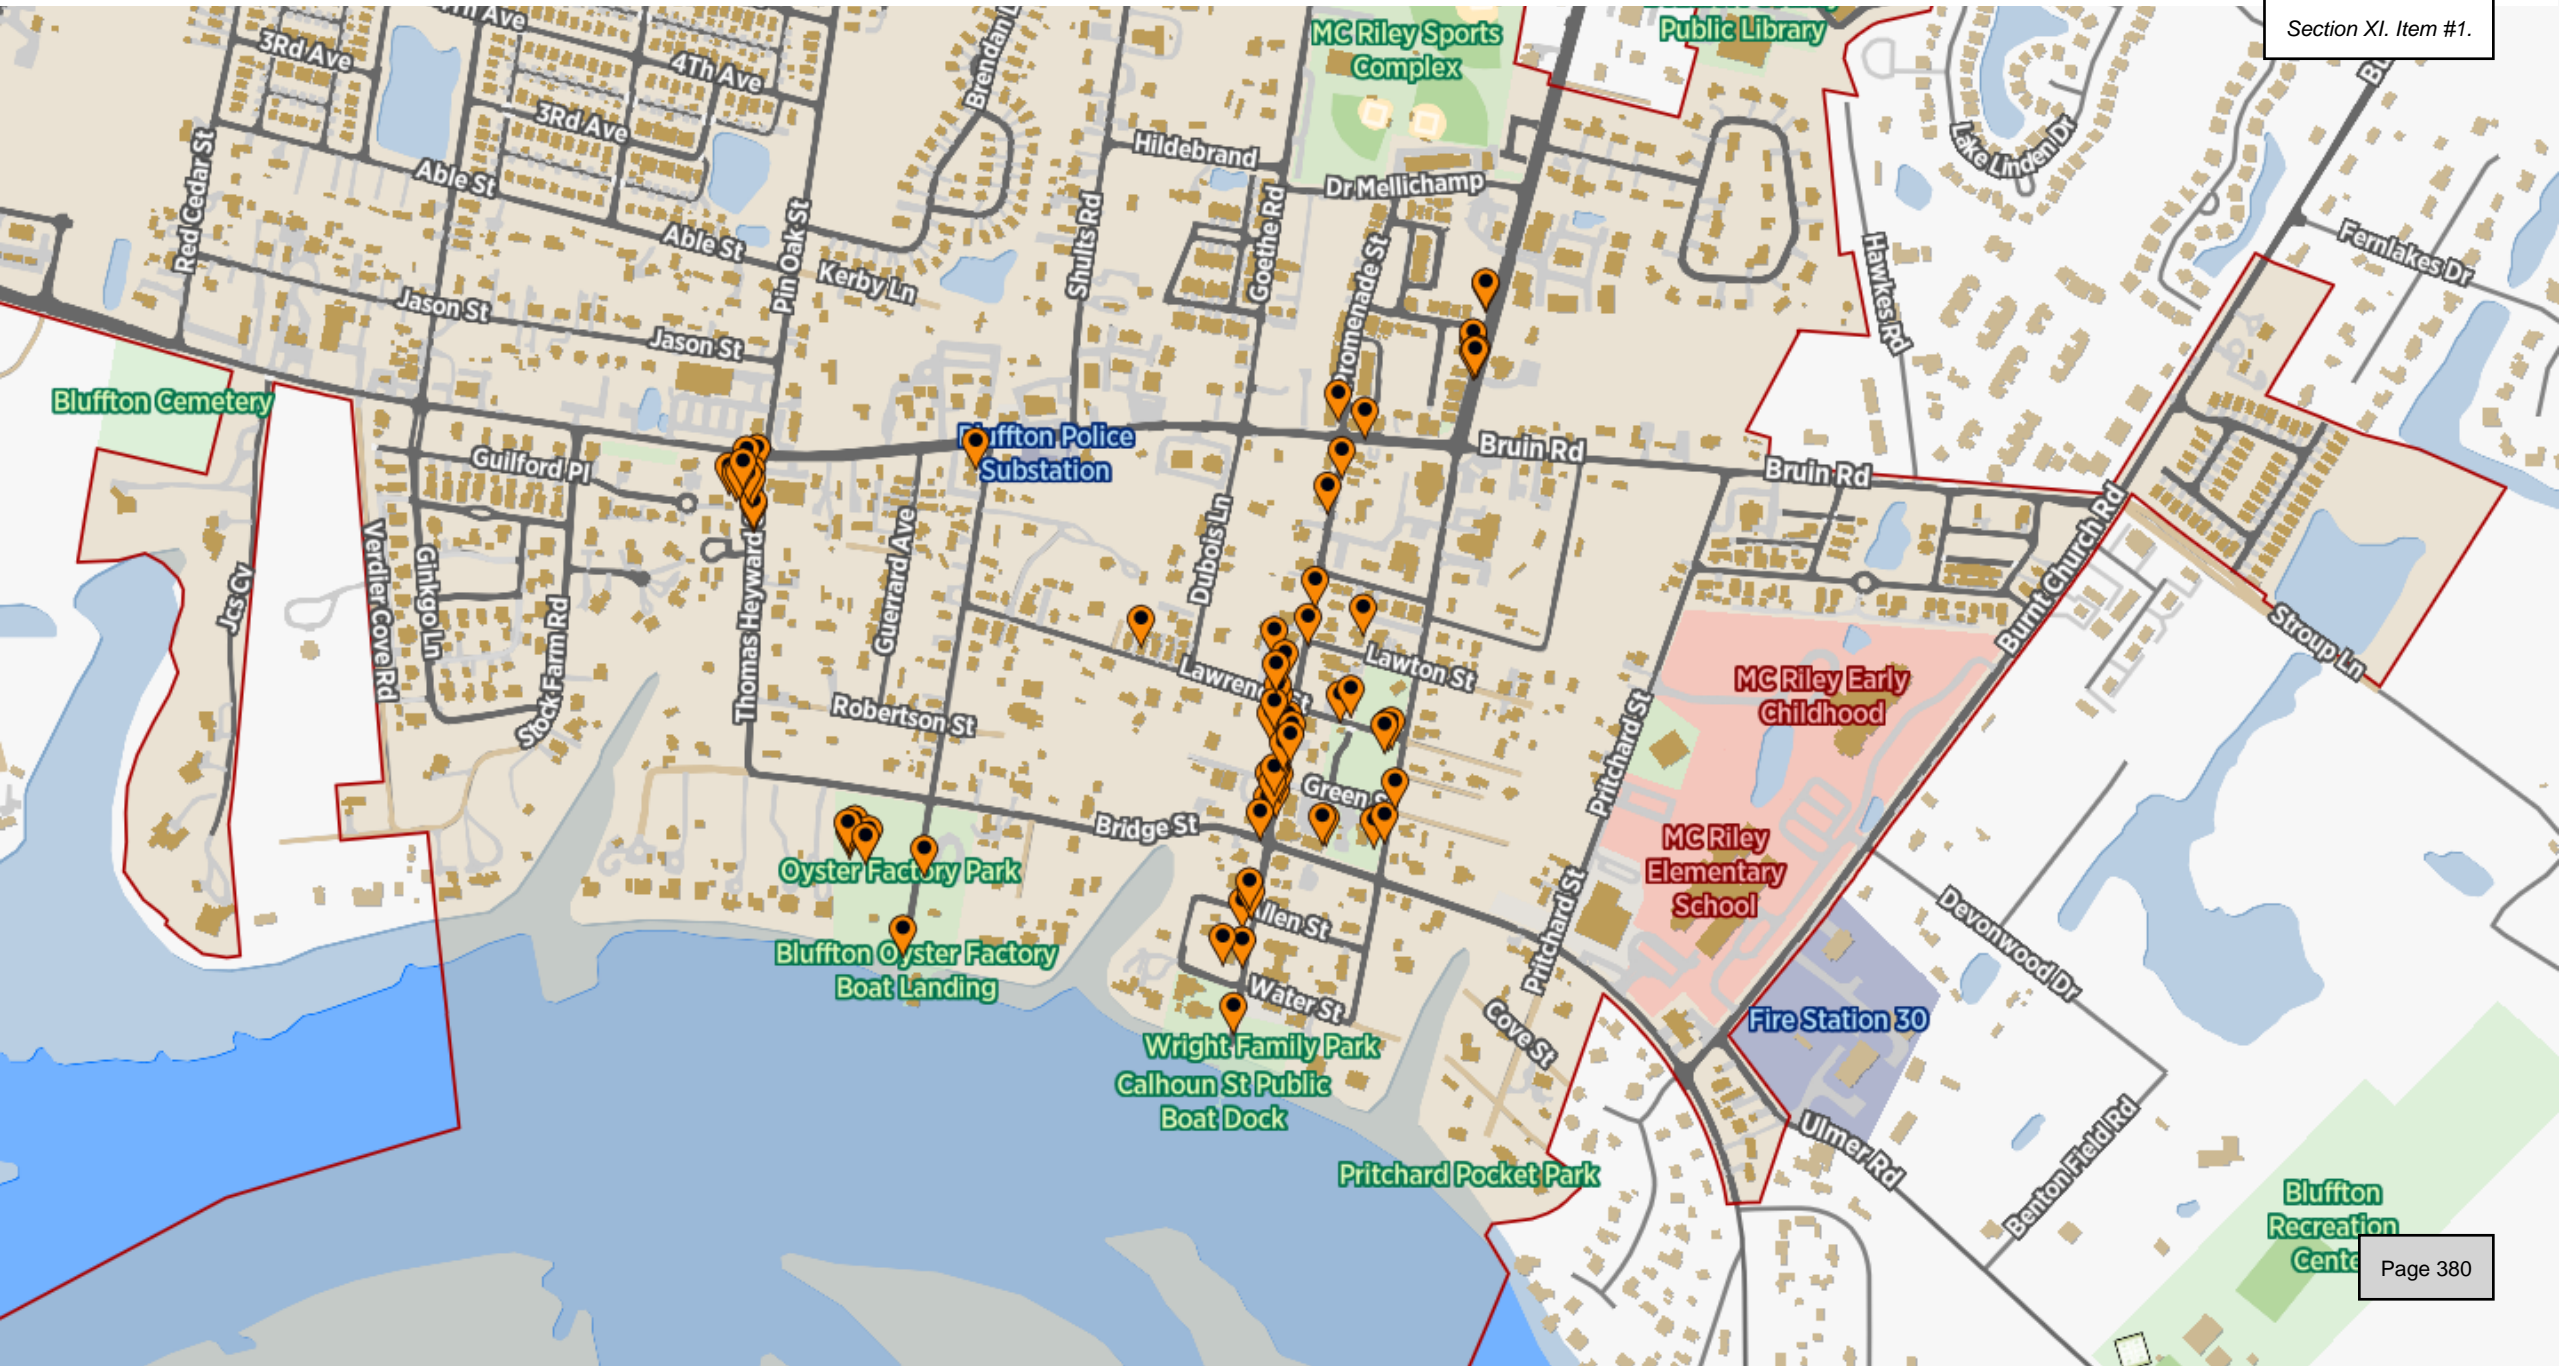 Section XI. Item #1.
MC Riley Sports
Complex
Public Library
3Rd Ave
4Th Ave
3Rd Ave
Red Cedar St
Able St
Able St
Pin Oak St
Kerby Ln
Shults Rd
Hildebrand
Goethe Rd
Dr Mellichamp
Promenade St
Hawkes Rd
Lake Linden Dr
Fernlakes Dr
Jason St
Jason St
Bluffton Cemetery
Guilford Pl
Bluffton Police
Substation
Bruin Rd
Bruin Rd
Burnt Church Rd
Stroup Ln
Jcs Cv
Verdier Cove Rd
Ginkgo Ln
Stock Farm Rd
Thomas Heyward
Guerrard Ave
Dubois Ln
Robertson St
Lawton St
Green S
Bridge St
Pritchard St
Pritchard St
MC Riley Early
Childhood
MC Riley
Elementary
School
Oyster Factory Park
Bluffton Oyster Factory
Boat Landing
Allen St
Water St
Cove St
Wright Family Park
Calhoun St Public
Boat Dock
Pritchard Pocket Park
Fire Station 30
Devonwood Dr
Ulmer Rd
Benton Field Rd
Bluffton
Recreation
Cente
Page 380